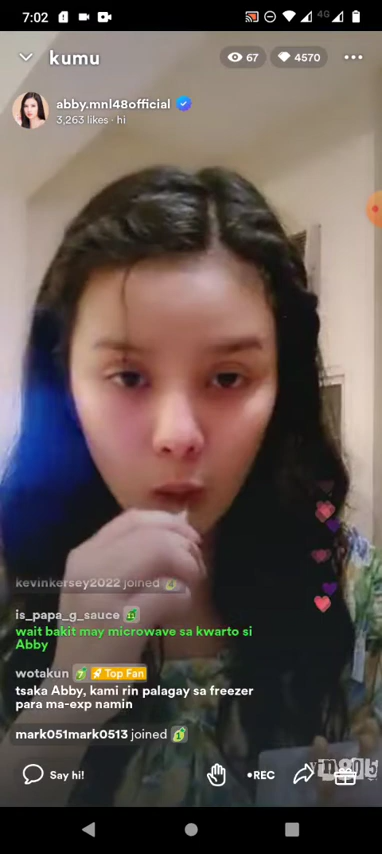 7:02
4G
kumu
67
4570
abby.mnl48official
3,263 likes · hi
kevinkersey2022 joined
is_papa_g_sauce
wait bakit may microwave sa kwarto si
Abby
wotakun 7 Top Fan
tsaka Abby, kami rin palagay sa freezer
para ma-exp namin
mark051mark0513 joined 1
Say hi!
•REC